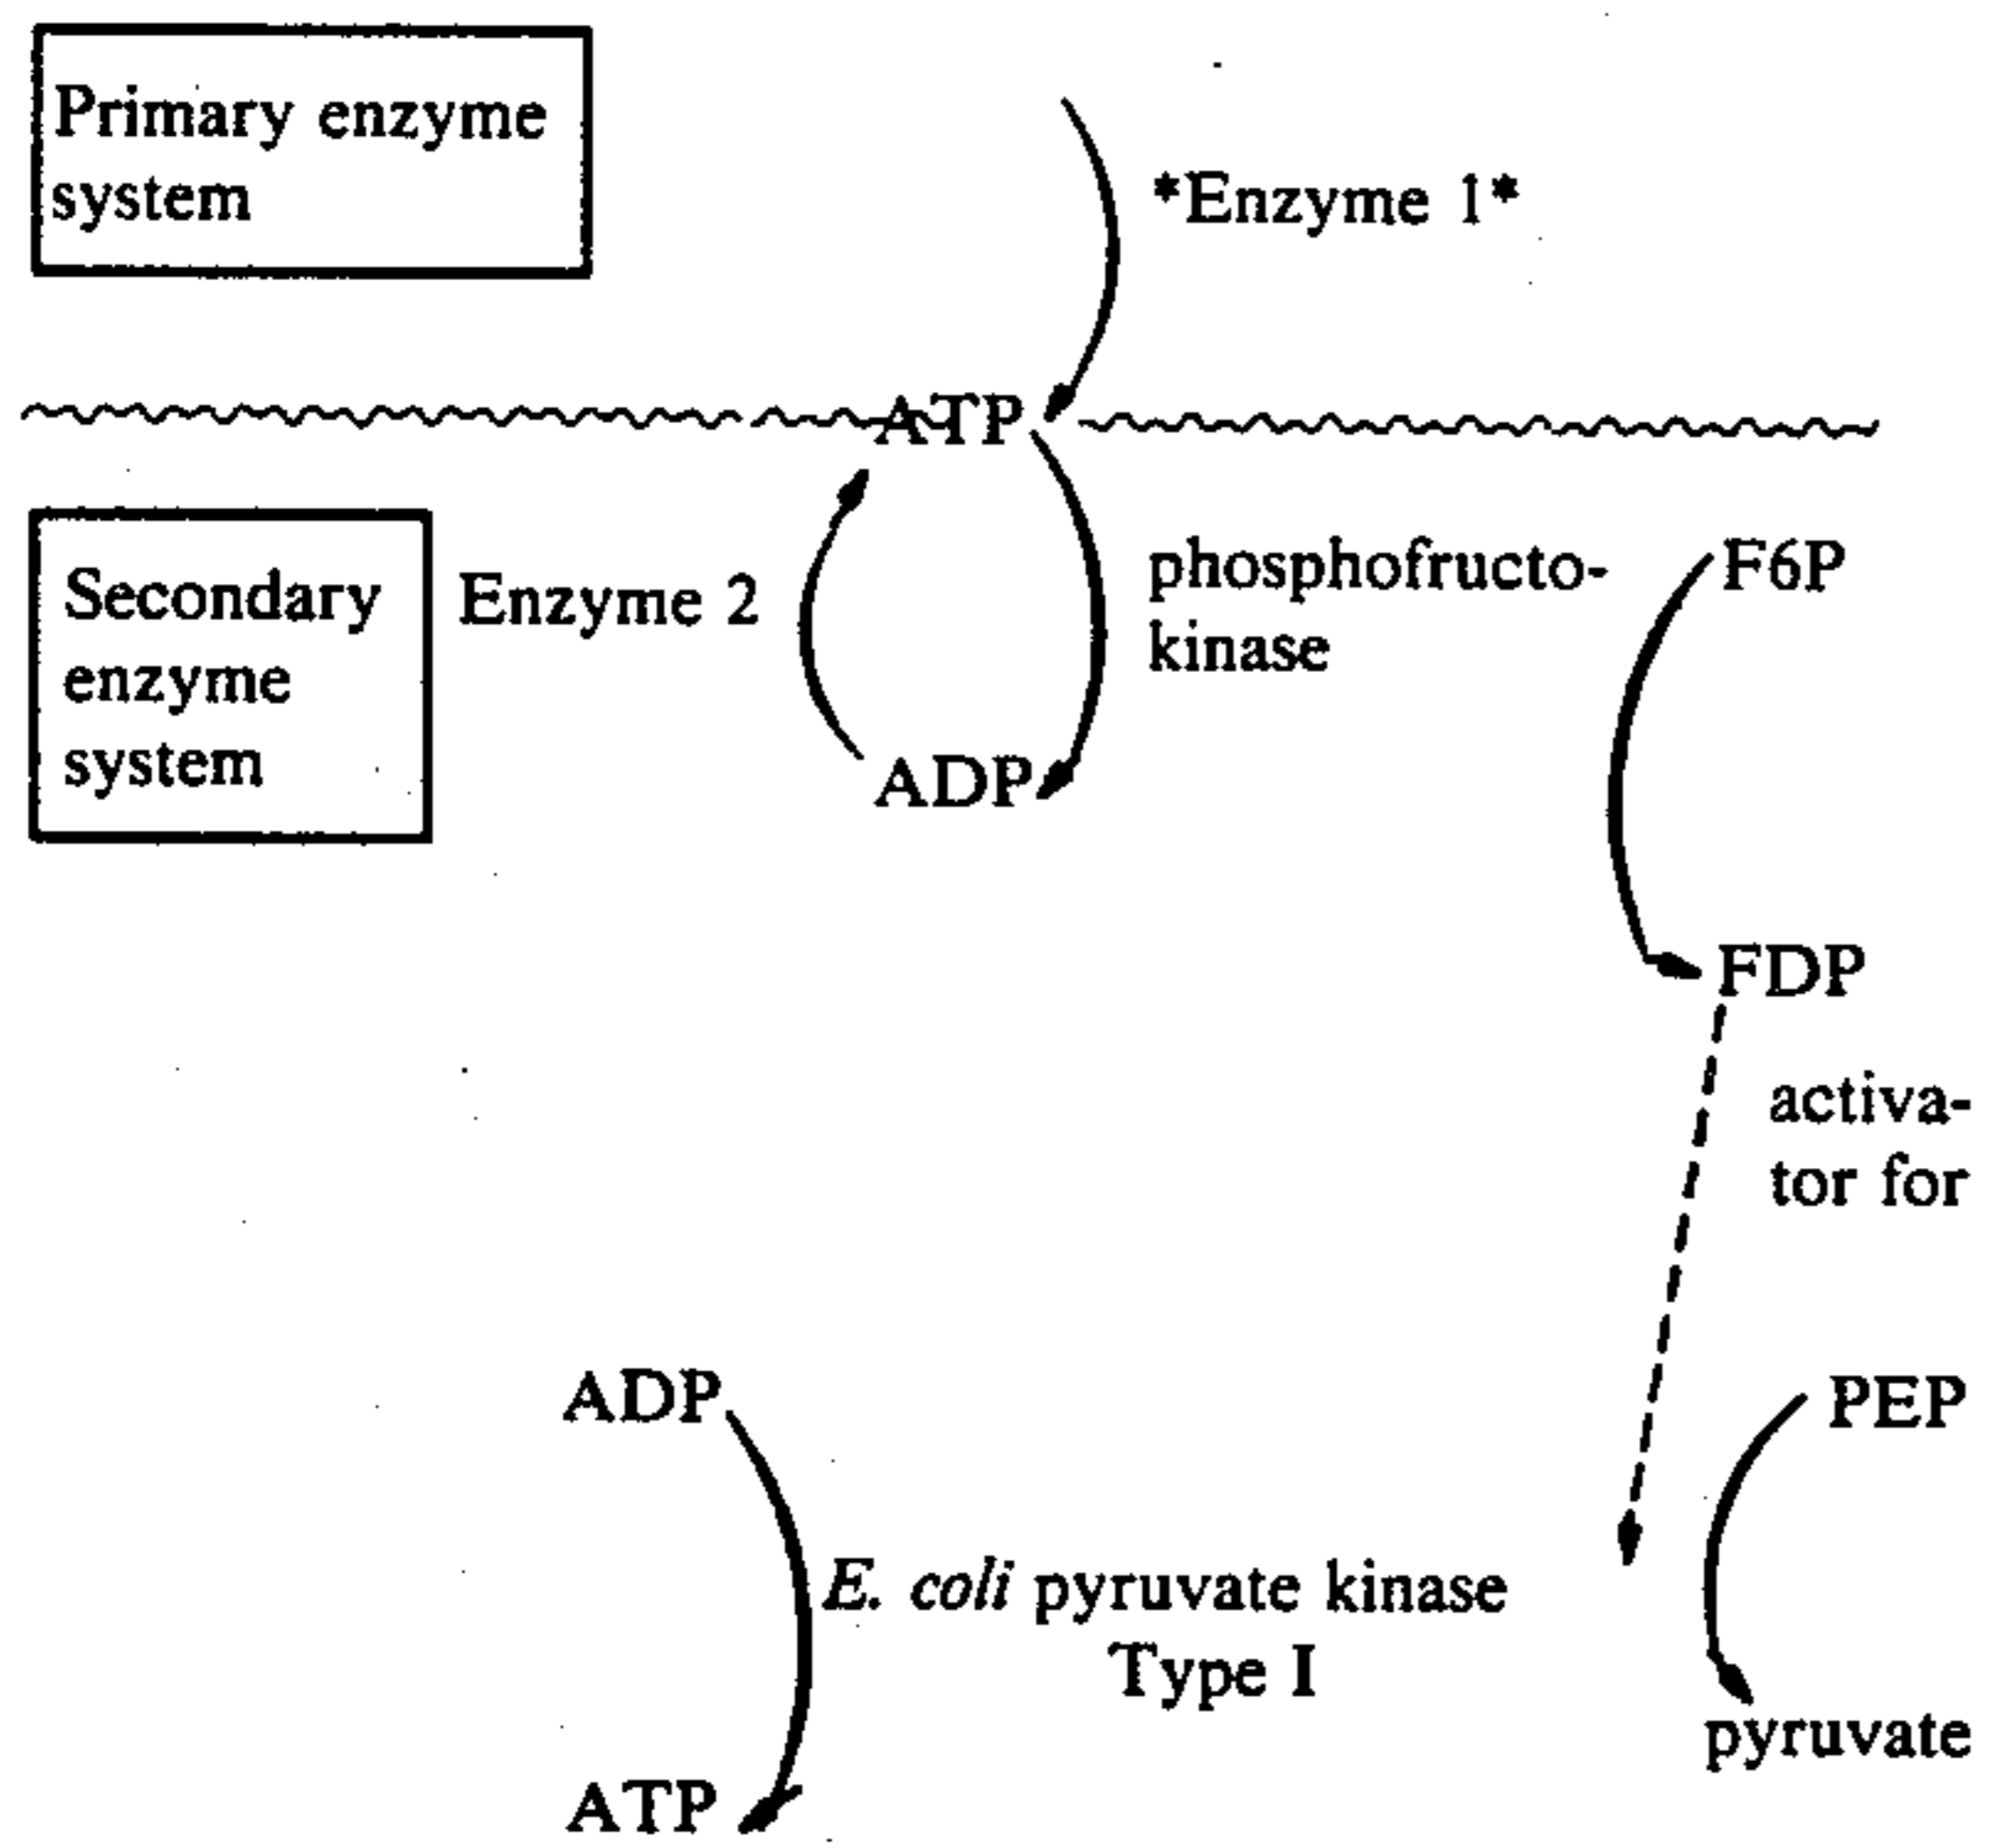 Primary enzyme
system
*Enzyme 1*
ATP
Secondary
enzyme
system
Enzyme 2
phosphofructo-
kinase
F6P
ADP
FDP
activa-
tor for
ADP
PEP
E. coli pyruvate kinase
Type I
pyruvate
ATP